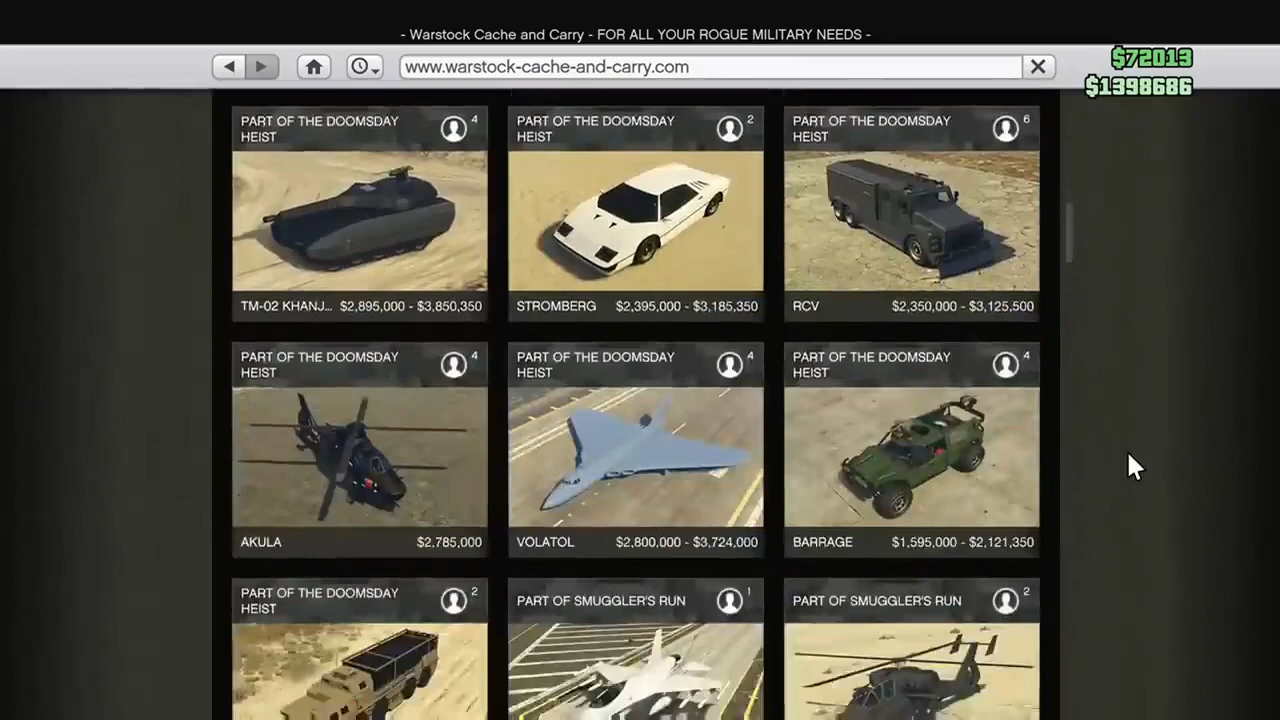 - Warstock Cache and Carry - FOR ALL YOUR ROGUE MILITARY NEEDS -
www.warstock-cache-and-carry.com
$72013
$1398686
PART OF THE DOOMSDAY HEIST 4
PART OF THE DOOMSDAY HEIST 2
PART OF THE DOOMSDAY HEIST 6
TM-02 KHANJ... $2,895,000 - $3,850,350
STROMBERG $2,395,000 - $3,185,350
RCV $2,350,000 - $3,125,500
PART OF THE DOOMSDAY HEIST 4
PART OF THE DOOMSDAY HEIST 4
PART OF THE DOOMSDAY HEIST 4
AKULA $2,785,000
VOLATOL $2,800,000 - $3,724,000
BARRAGE $1,595,000 - $2,121,350
PART OF THE DOOMSDAY HEIST 2
PART OF SMUGGLER'S RUN 1
PART OF SMUGGLER'S RUN 2